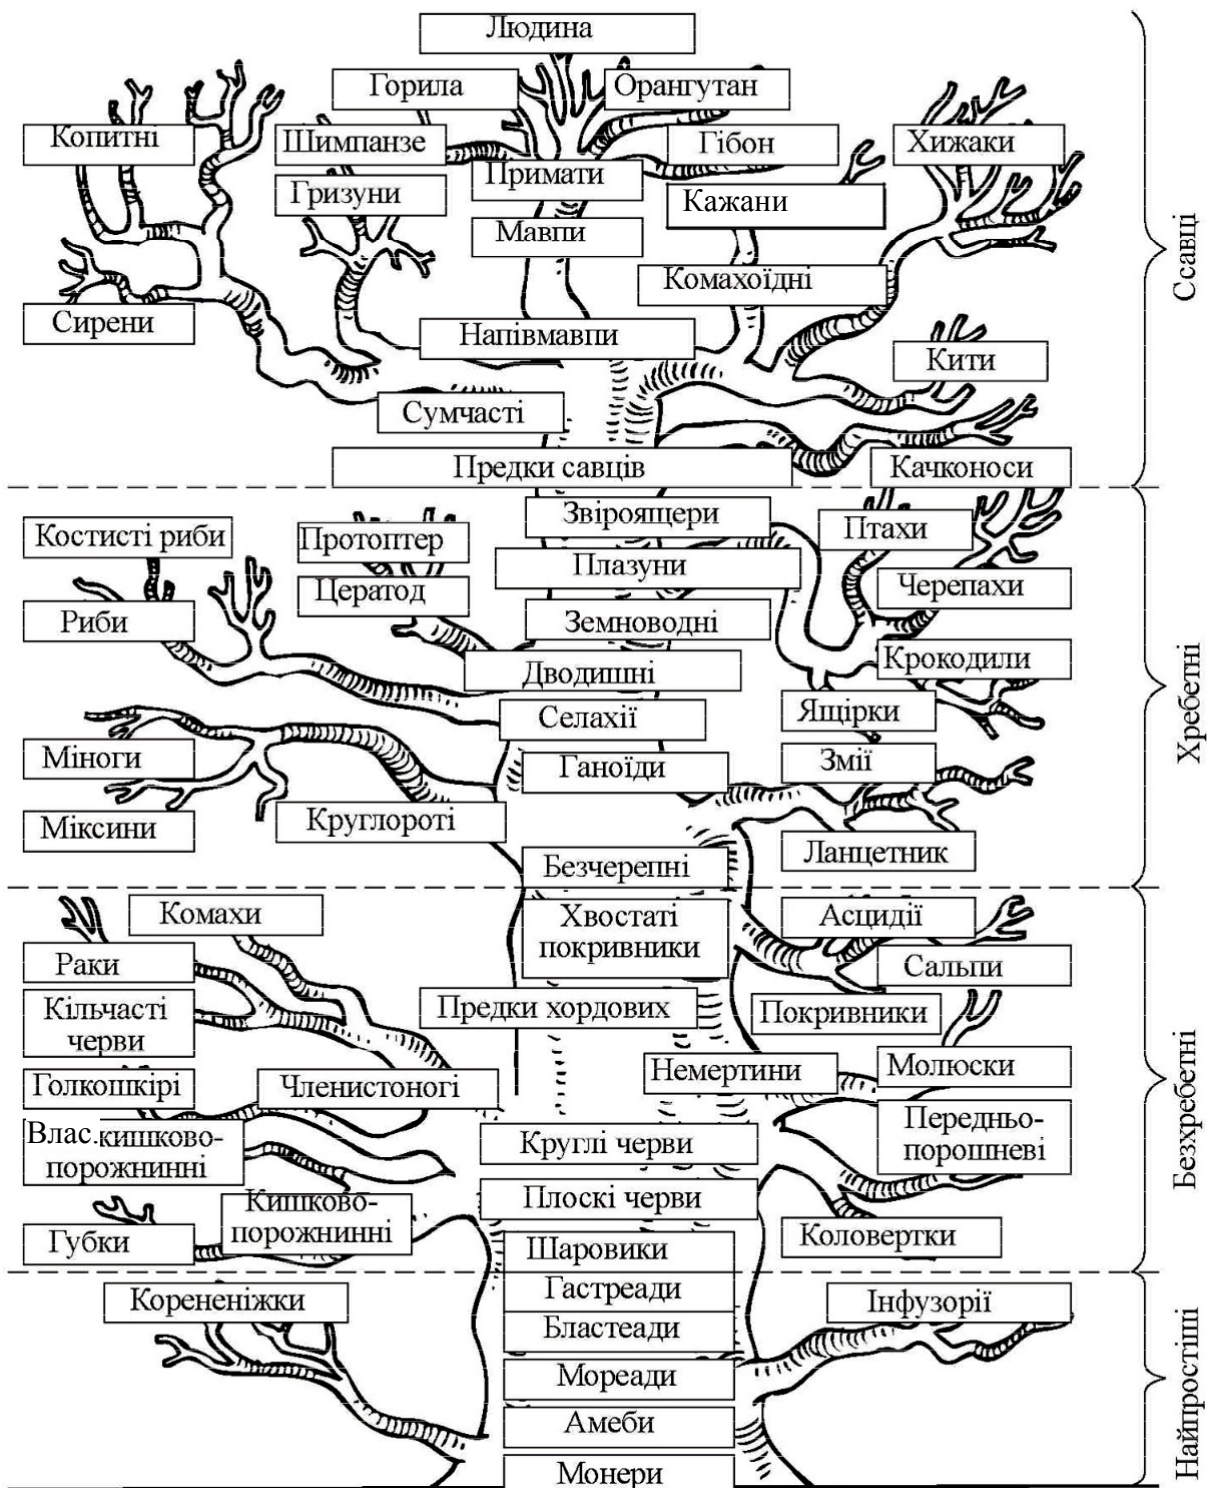 Людина
Горила
Орангутан
Копитні
Шимпанзе
Гібон
Хижаки
Примати
Гризуни
Кажани
Мавпи
Комахоїдні
Сирени
Напівмавпи
Кити
Сумчасті
Предки савців
Качконоси
Ссавці
Звіроящери
Костисті риби
Протоптер
Птахи
Плазуни
Цератод
Черепахи
Риби
Земноводні
Дводишні
Крокодили
Селахії
Ящірки
Міноги
Ганоїди
Змії
Міксини
Круглороті
Ланцетник
Безчерепні
Хребетні
Комахи
Хвостаті
покривники
Асцидії
Раки
Сальпи
Кільчасті
черви
Предки хордових
Покривники
Немертини
Молюски
Голкошкірі
Членистоногі
Влас.кишково-
порожнинні
Круглі черви
Передньо-
порошневі
Плоскі черви
Кишково-
порожнинні
Губки
Шаровики
Коловертки
Безхребетні
Гастреади
Корененіжки
Інфузорії
Бластеади
Мореади
Амеби
Монери
Найпростіші